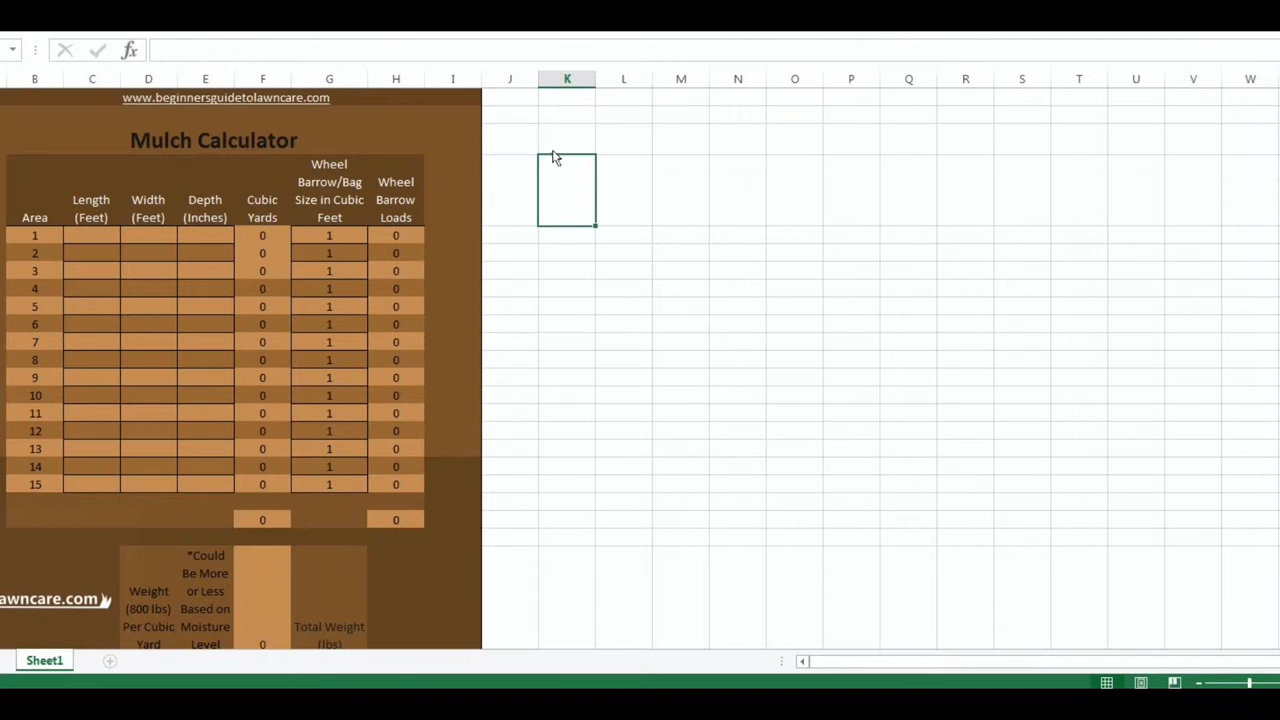 fx
B C D E F G H I J K L M N O P Q R S T U V W
www.beginnersguidetolawncare.com
Mulch Calculator
Wheel
Barrow/Bag Wheel
Length Width Depth Cubic Size in Cubic Barrow
Area (Feet) (Feet) (Inches) Yards Feet Loads
1 0 1 0
2 0 1 0
3 0 1 0
4 0 1 0
5 0 1 0
6 0 1 0
7 0 1 0
8 0 1 0
9 0 1 0
10 0 1 0
11 0 1 0
12 0 1 0
13 0 1 0
14 0 1 0
15 0 1 0
0 0
*Could
Be More
Weight or Less
awncare.com (800 lbs) Based on
Per Cubic Moisture Total Weight
Yard Level 0 (lbs)
Sheet1